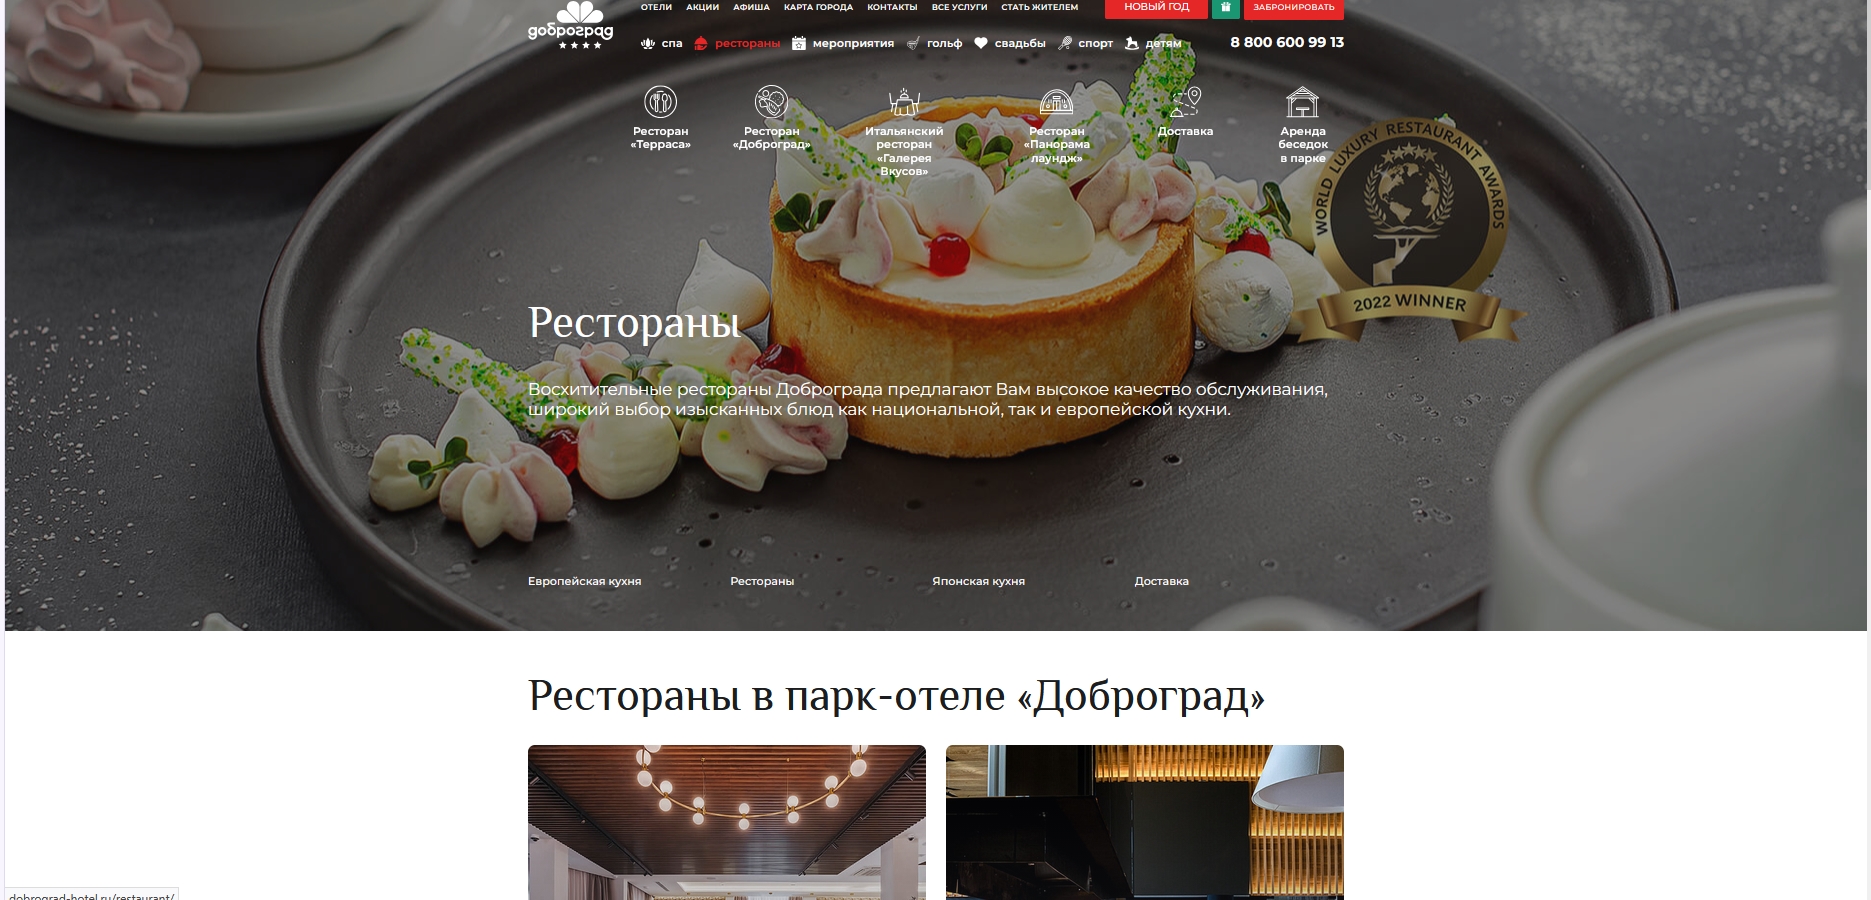 ОТЕЛИ АКЦИИ АФИША КАРТА ГОРОДА КОНТАКТЫ ВСЕ УСЛУГИ СТАТЬ ЖИТЕЛЕМ НОВЫЙ ГОД ЗАБРОНИРОВАТЬ
доброград
спа рестораны мероприятия гольф свадьбы спорт детям 8 800 600 99 13
Ресторан
«Терраса»
Ресторан
«Доброград»
Итальянский
ресторан
«Галерея
Вкусов»
Ресторан
«Панорама
лаундж»
Доставка
Аренда
беседок
в парке
WORLD LUXURY RESTAURANT AWARDS
2022 WINNER
Рестораны
Восхитительные рестораны Доброграда предлагают Вам высокое качество обслуживания,
широкий выбор изысканных блюд как национальной, так и европейской кухни.
Европейская кухня Рестораны Японская кухня Доставка
Рестораны в парк-отеле «Доброград»
dobrograd-hotel.ru/restaurant/